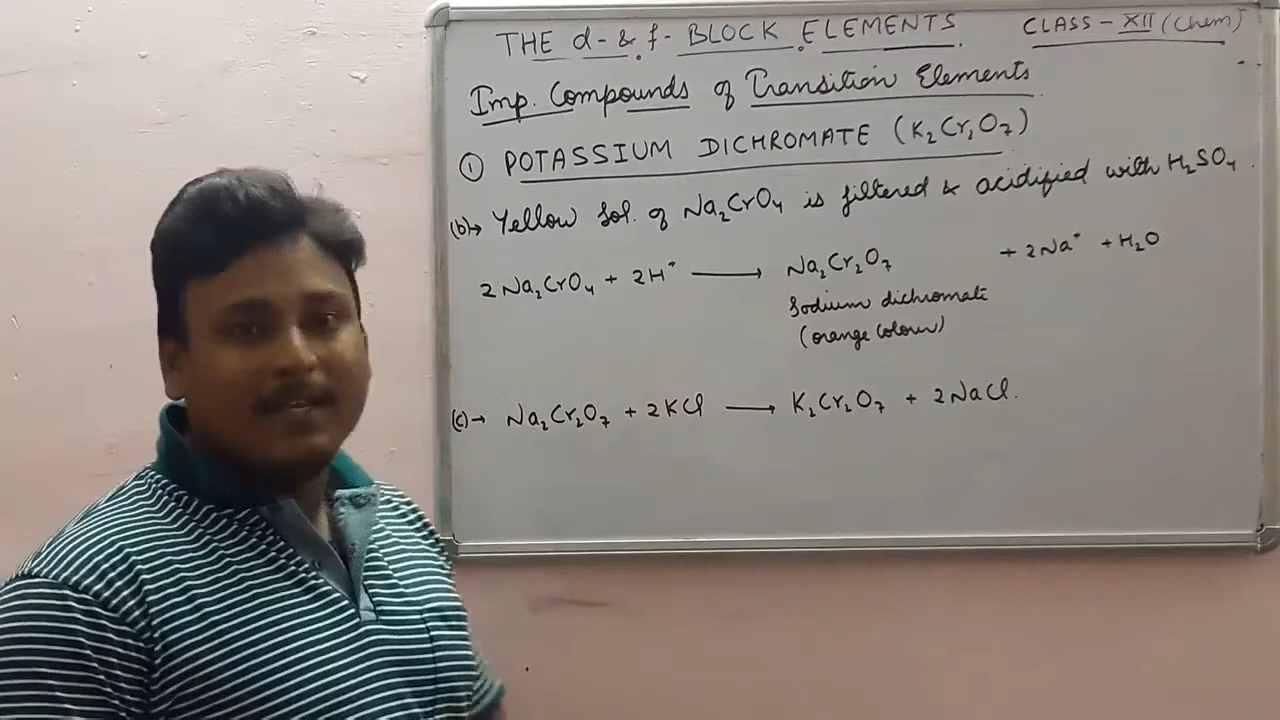 THE d- & f- BLOCK ELEMENTS. CLASS - XII (Chem)
Imp. Compounds of Transition Elements
① POTASSIUM DICHROMATE (K₂Cr₂O₇)
(b)→ Yellow Sol. of Na₂CrO₄ is filtered & acidified with H₂SO₄.
2Na₂CrO₄ + 2H⁺ ⟶ Na₂Cr₂O₇ + 2Na⁺ + H₂O
Sodium dichromate
(orange colour)
(c)→ Na₂Cr₂O₇ + 2KCl ⟶ K₂Cr₂O₇ + 2NaCl.